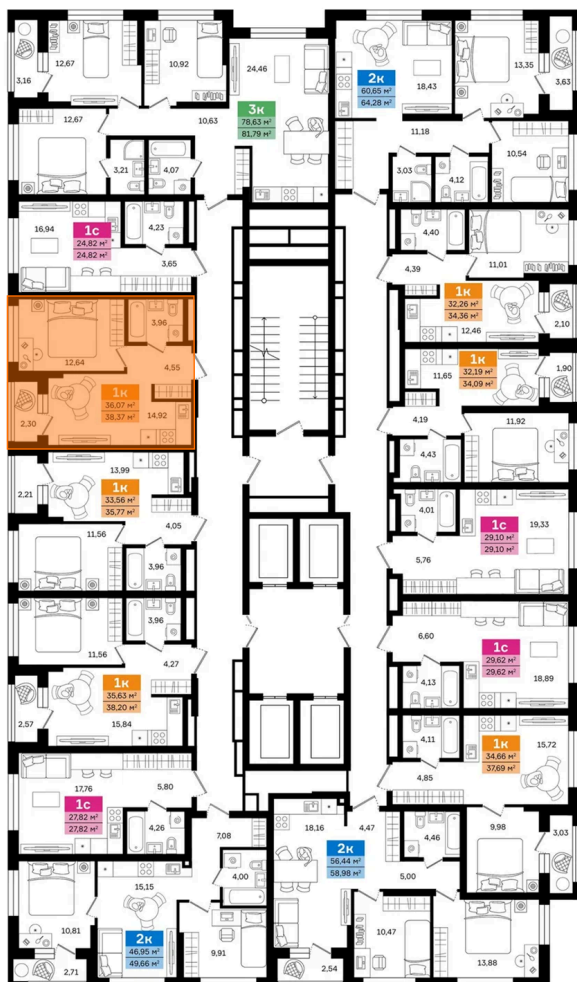 3,16
12,67
10,92
24,46
3к
78,63 м²
81,79 м²
12,67
10,63
3,21
4,07
2к
60,65 м²
64,28 м²
18,43
13,35
3,63
11,18
3,03
4,12
10,54
16,94
1с
24,82 м²
24,82 м²
4,23
3,65
4,40
11,01
4,39
1к
32,26 м²
34,36 м²
12,46
2,10
12,64
3,96
4,55
1к
36,07 м²
38,37 м²
14,92
2,30
11,65
1к
32,19 м²
34,09 м²
1,90
4,19
11,92
4,43
2,21
13,99
1к
33,56 м²
35,77 м²
4,05
11,56
3,96
4,01
1с
29,10 м²
29,10 м²
19,33
5,76
11,56
3,96
4,27
1к
35,63 м²
38,20 м²
2,57
15,84
6,60
1с
29,62 м²
29,62 м²
4,13
18,89
4,11
1к
34,66 м²
37,69 м²
15,72
4,85
17,76
5,80
1с
27,82 м²
27,82 м²
4,26
7,08
18,16
4,47
2к
56,44 м²
58,98 м²
4,46
9,98
3,03
5,00
15,15
4,00
10,81
2к
46,95 м²
49,66 м²
9,91
2,71
2,54
10,47
13,88